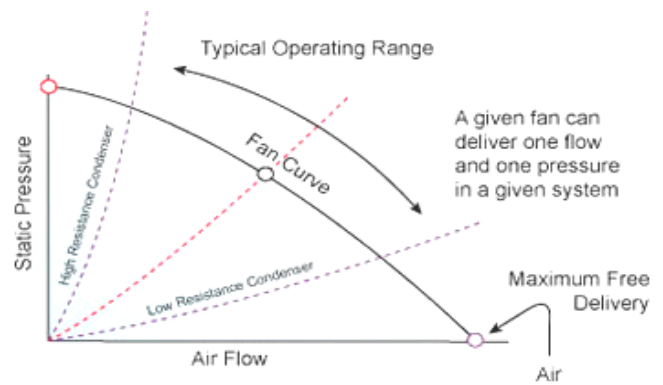 Typical Operating Range
A given fan can
deliver one flow
and one pressure
in a given system
Fan Curve
High Resistance Condenser
Static Pressure
Low Resistance Condenser
Maximum Free
Delivery
Air Flow
Air